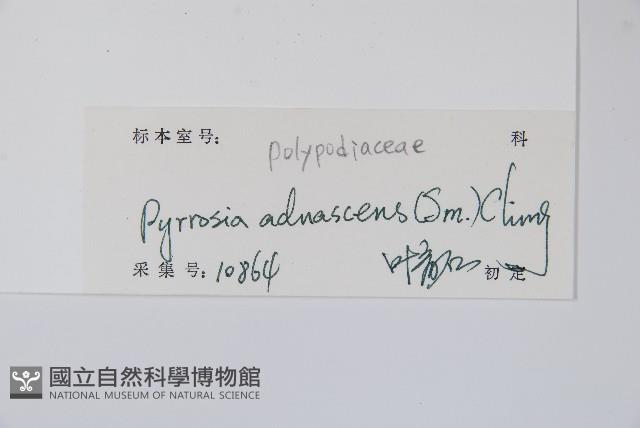 标本室号: Polypodiaceae 科
Pyrrosia adnascens (Sm.) Ching
采集号: 10864 初定
國立自然科學博物館
NATIONAL MUSEUM OF NATURAL SCIENCE